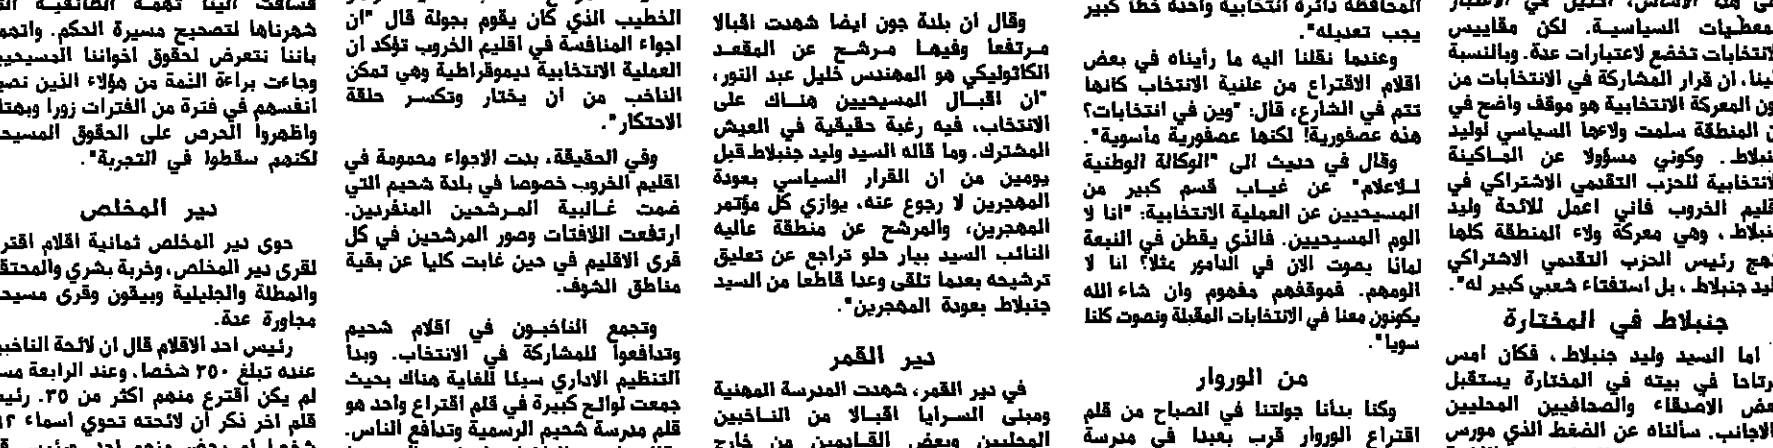 معطيات السياسية. لكن مقاييس
الانتخابات تخضع لاعتبارات عدة. وبالنسبة
الينا، ان قرار المشاركة في الانتخابات من
دون المعركة الانتخابية هو موقف واضح في
المنطقة سلمت ولاءها السياسي لوليد
جنبلاط. وكوني مسؤولا عن الماكينة
الانتخابية للحزب التقدمي الاشتراكي في
اقليم الخروب فاني اعمل للائحة وليد
جنبلاط، وهي معركة ولاء المنطقة كلها
نهج رئيس الحزب التقدمي الاشتراكي
وليد جنبلاط، بل استفتاء شعبي كبير له".
جنبلاط في المختارة
اما السيد وليد جنبلاط، فكان امس
مرتاحا في بيته في المختارة يستقبل
بعض الأصدقاء والصحافيين المحليين
والاجانب. سألناه عن الضغط الذي مورس
المحافظة دائرة انتخابية واحدة خطأ كبير
يجب تعديله".
وعندما نقلنا اليه ما رأيناه في بعض
اقلام الاقتراع من علنية الانتخاب كانها
تتم في الشارع، قال: "وين في انتخابات؟
هذه عصفورية! لكنها عصفورية مأسوية".
وقال في حديث الى "الوكالة الوطنية
للاعلام" عن غياب قسم كبير من
المسيحيين عن العملية الانتخابية: "انا لا
الوم المسيحيين. فالذي يقطن في النبعة
لماذا يصوت الان في الدامور مثلا؟ انا لا
الومهم. فموقفهم مفهوم وان شاء الله
يكونون معنا في الانتخابات المقبلة ونصوت كلنا
سويا".
من الوروار
وكنا بدأنا جولتنا في الصباح من قلم
اقتراع الوروار قرب بعبدا في مدرسة
وقال ان بلدة جون ايضا شهدت اقبالا
مرتفعا وفيها مرشح عن المقعد
الكاثوليكي هو المهندس خليل عبد النور،
"ان اقبال المسيحيين هناك على
الانتخاب، فيه رغبة حقيقية في العيش
المشترك. وما قاله السيد وليد جنبلاط قبل
يومين من ان القرار السياسي بعودة
المهجرين لا رجوع عنه، يوازي كل مؤتمر
المهجرين، والمرشح عن منطقة عاليه
النائب السيد بيار حلو تراجع عن تعليق
ترشيحه بعدما تلقى وعدا قاطعا من السيد
جنبلاط بعودة المهجرين".
دير القمر
في دير القمر، شهدت المدرسة المهنية
ومبنى السرايا اقبالا من الناخبين
المحليين وبعض القادمين من خارج
الخطيب الذي كان يقوم بجولة قال "ان
اجواء المنافسة في اقليم الخروب تؤكد ان
العملية الانتخابية ديموقراطية وهي تمكن
الناخب من أن يختار وتكسر حلقة
الاحتكار".
وفي الحقيقة، بدت الاجواء محمومة في
اقليم الخروب خصوصا في بلدة شحيم التي
ضمت غالبية المرشحين المنفردين.
ارتفعت اللافتات وصور المرشحين في كل
قرى الاقليم في حين غابت كليا عن بقية
مناطق الشوف.
وتجمع الناخبون في اقلام شحيم
وتدافعوا للمشاركة في الانتخاب. وبدا
التنظيم الاداري سيئا للغاية هناك بحيث
جمعت لوائح كبيرة في قلم اقتراع واحد هو
قلم مدرسة شحيم الرسمية وتدافع الناس.
فسافت الينا تهمة الطائفية التي
شهرناها لتصحيح مسيرة الحكم. واتهم
باننا نتعرض لحقوق اخواننا المسيحيين
وجاءت براءة الذمة من هؤلاء الذين نصبوا
انفسهم في فترة من الفترات زورا وبهتانا
واظهروا الحرص على الحقوق المسيحية
لكنهم سقطوا في التجربة".
دير المخلص
حوى دير المخلص ثمانية اقلام اقتراع
لقرى دير المخلص، وخربة بشري والمحتقرة
والمطلة والجليلية وبيقون وقرى مسيحية
مجاورة عدة.
رئيس احد الاقلام قال ان لائحة الناخبين
عنده تبلغ ٣٥٠ شخصا، وعند الرابعة مساء
لم يكن اقترع منهم اكثر من ٣٥. رئيس
قلم اخر ذكر ان لائحته تحوي اسماء